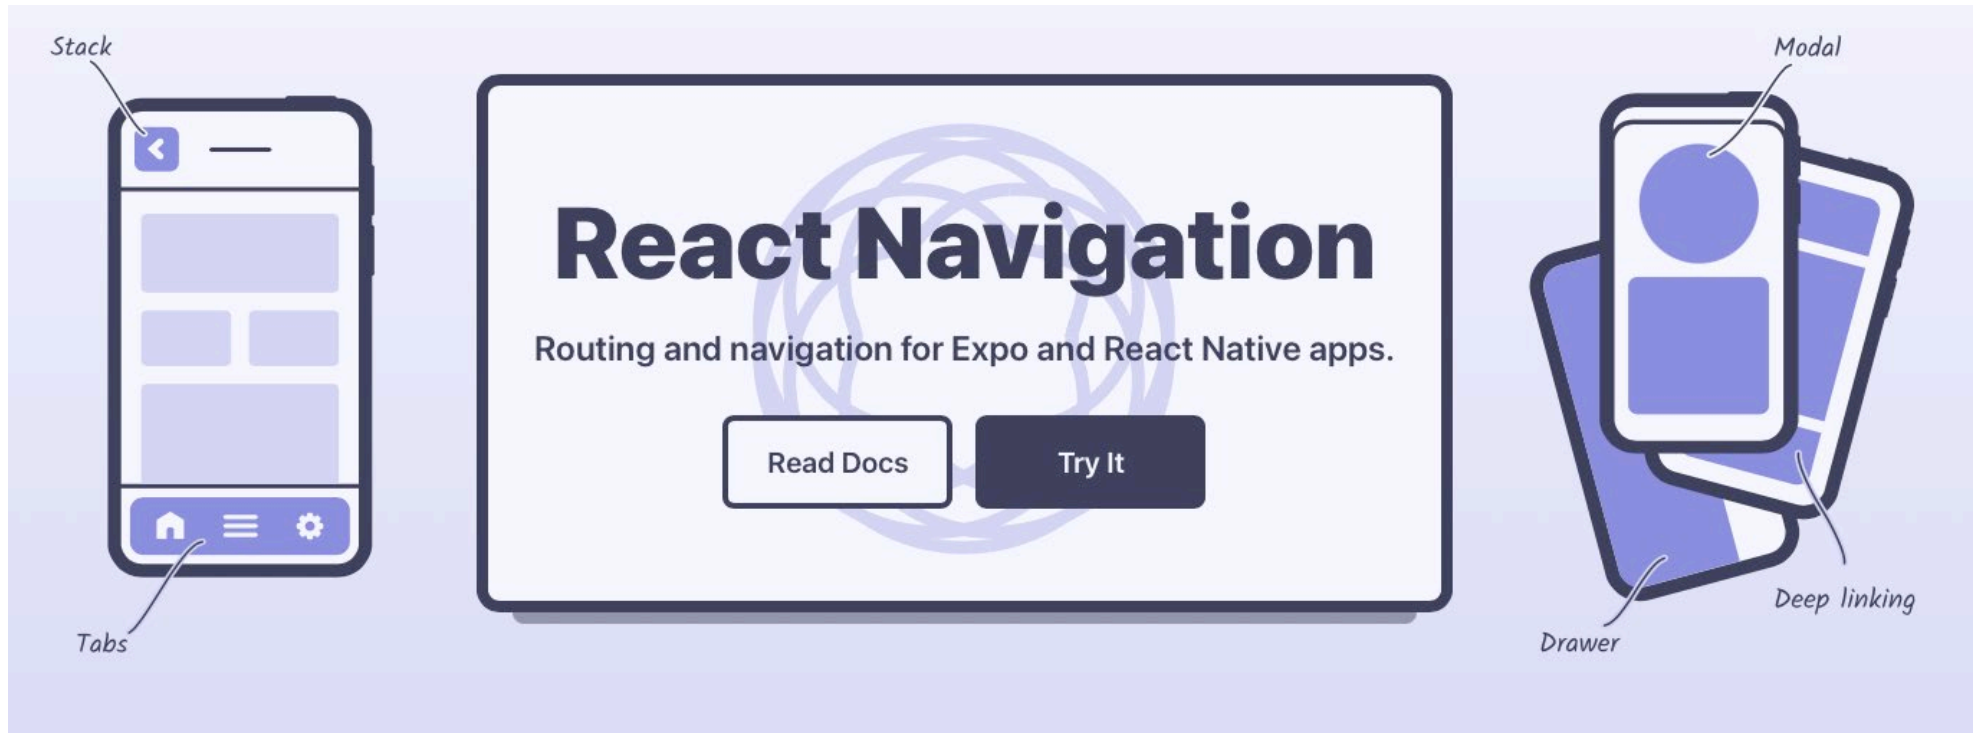 Stack
Modal
React Navigation
Routing and navigation for Expo and React Native apps.
Read Docs
Try It
Deep linking
Tabs
Drawer